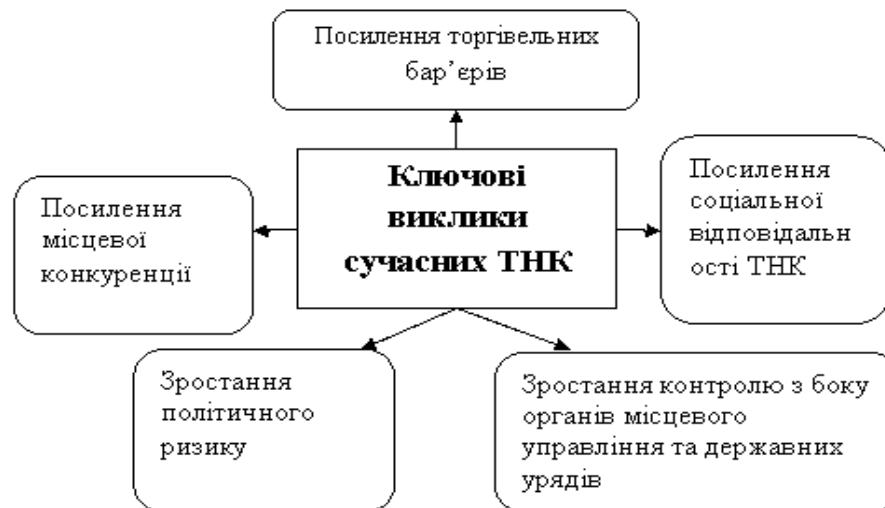 Посилення торгівельних
бар’єрів
Ключові
виклики
сучасних ТНК
Посилення
соціальної
відповідальн
ості ТНК
Посилення
місцевої
конкуренції
Зростання
політичного
ризику
Зростання контролю з боку
органів місцевого
управління та державних
урядів